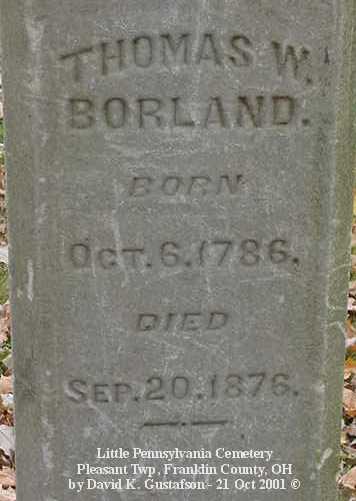 THOMAS W.
BORLAND.
BORN
OCT. 6. 1786.
DIED
SEP. 20. 1876.
Little Pennsylvania Cemetery
Pleasant Twp, Franklin County, OH
by David K. Gustafson - 21 Oct 2001 ©